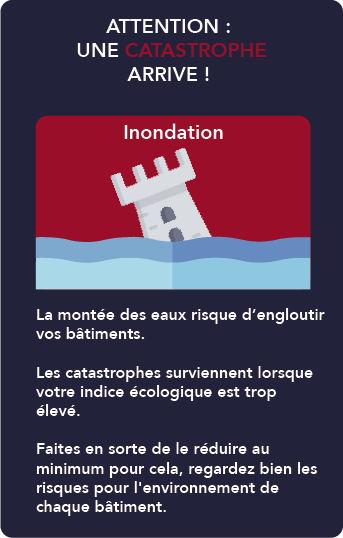 ATTENTION :
UNE CATASTROPHE
ARRIVE !
Inondation
La montée des eaux risque d’engloutir
vos bâtiments.
Les catastrophes surviennent lorsque
votre indice écologique est trop
élevé.
Faites en sorte de le réduire au
minimum pour cela, regardez bien les
risques pour l'environnement de
chaque bâtiment.